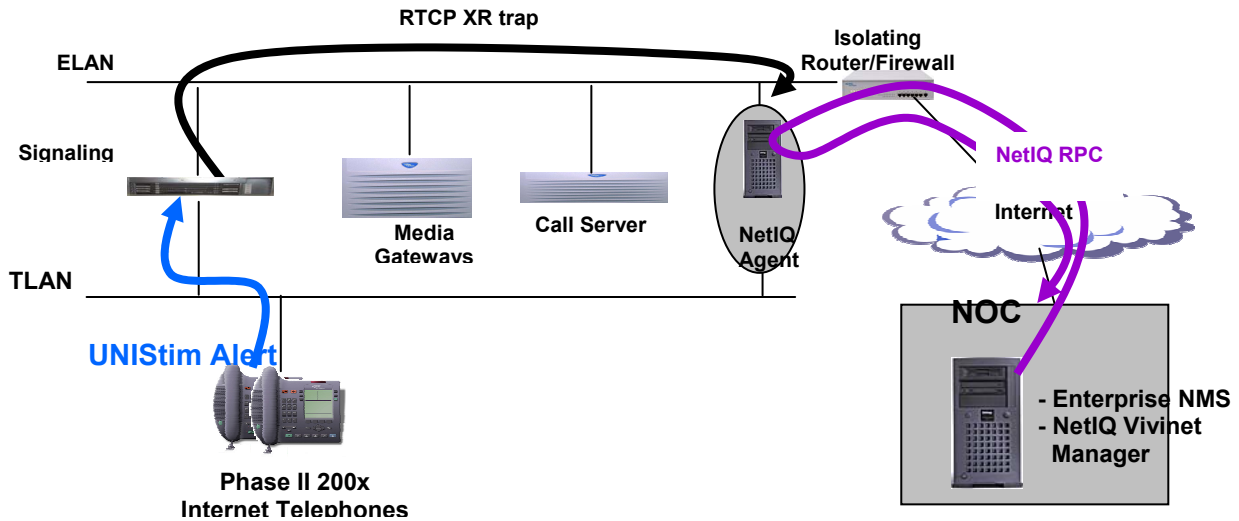 RTCP XR trap
Isolating
Router/Firewall
ELAN
Signaling
NetIQ RPC
Internet
Media
Gateways
Call Server
NetIQ
Agent
TLAN
NOC
UNIStim Alert
- Enterprise NMS
- NetIQ Vivinet
Manager
Phase II 200x
Internet Telephones